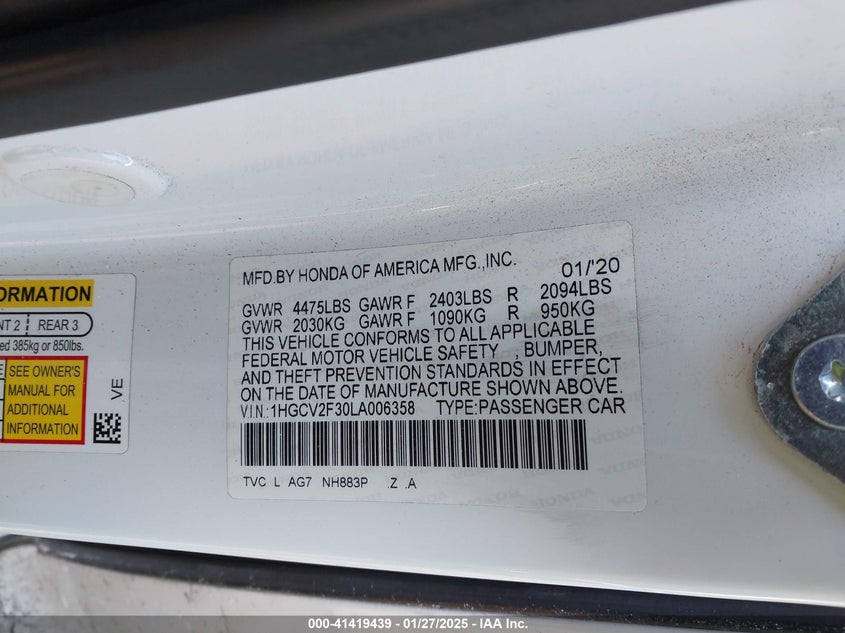 MFD.BY HONDA OF AMERICA MFG.,INC. 01/'20
GVWR 4475LBS GAWR F 2403LBS R 2094LBS
GVWR 2030KG GAWR F 1090KG R 950KG
THIS VEHICLE CONFORMS TO ALL APPLICABLE
FEDERAL MOTOR VEHICLE SAFETY , BUMPER,
AND THEFT PREVENTION STANDARDS IN EFFECT
ON THE DATE OF MANUFACTURE SHOWN ABOVE.
V.I.N.:1HGCV2F30LA006358 TYPE:PASSENGER CAR
TVC L AG7 NH883P .Z .A
ORMATION
NT 2 REAR 3
ed 385kg or 850lbs.
E SEE OWNER'S
MANUAL FOR
ADDITIONAL
INFORMATION
.VE
000-41419439 - 01/27/2025 - IAA Inc.